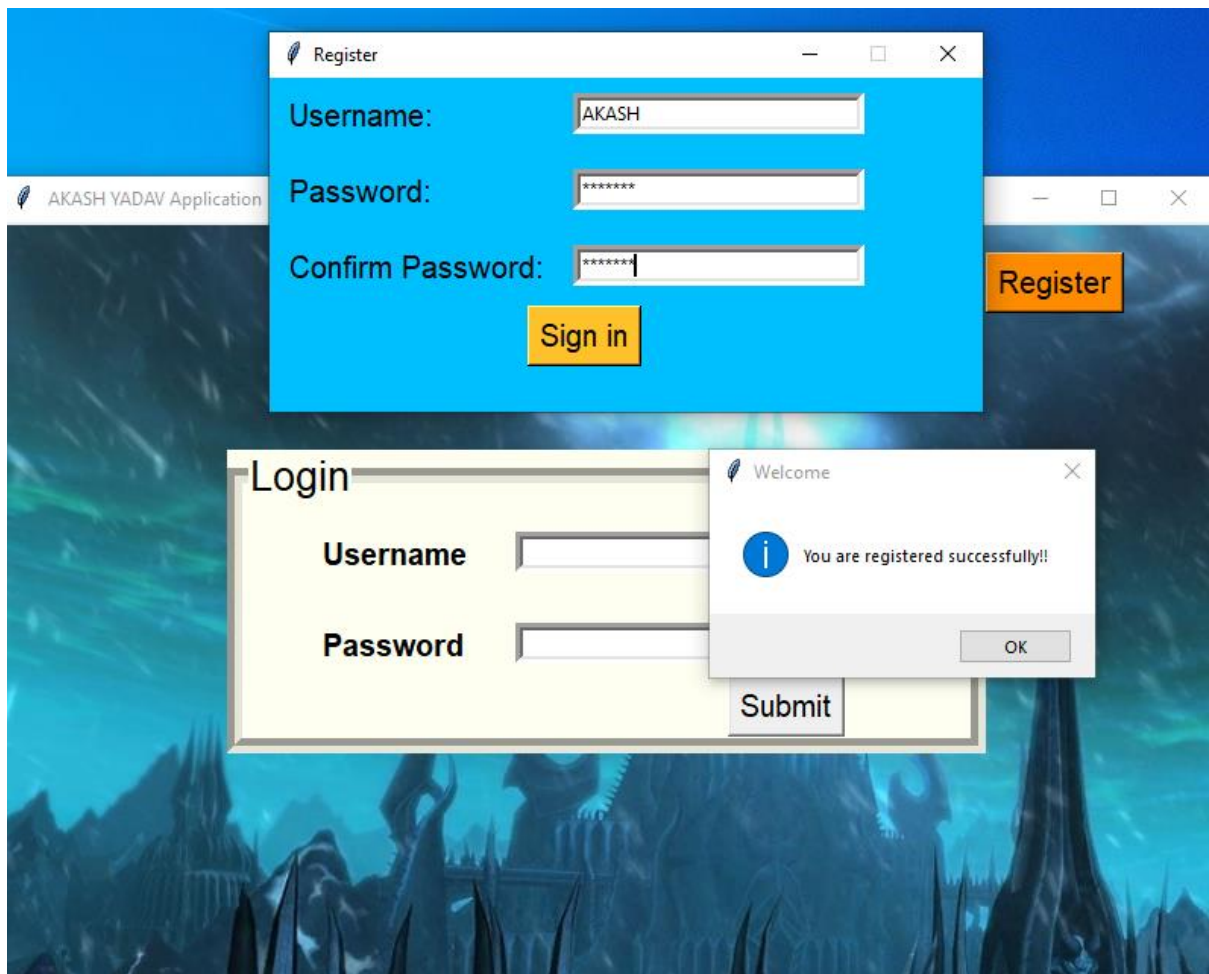 Register
Username:
AKASH
Password:
*******
Confirm Password:
*******
Sign in
AKASH YADAV Application
Register
Login
Username
Password
Submit
Welcome
You are registered successfully!!
OK